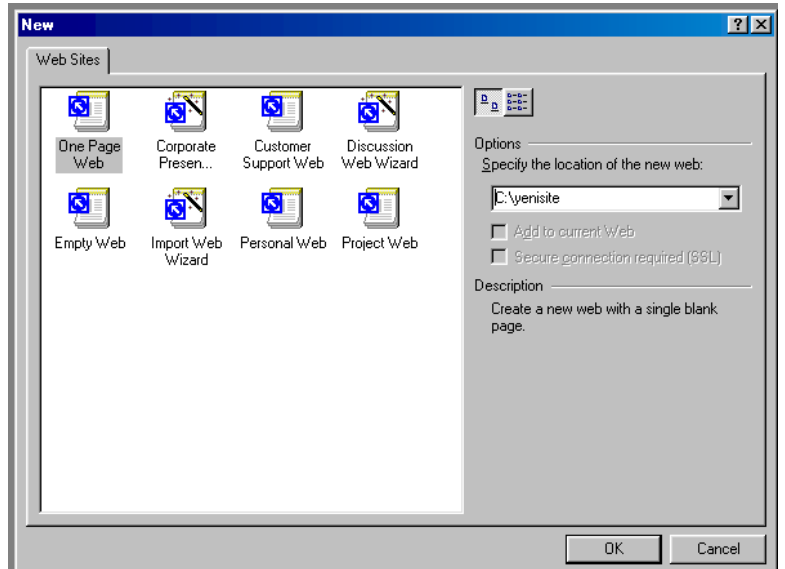 New
Web Sites
One Page
Web
Corporate
Presen...
Customer
Support Web
Discussion
Web Wizard
Empty Web
Import Web
Wizard
Personal Web
Project Web
Options
Specify the location of the new web:
C:\yenisite
Add to current Web
Secure connection required (SSL)
Description
Create a new web with a single blank
page.
OK
Cancel